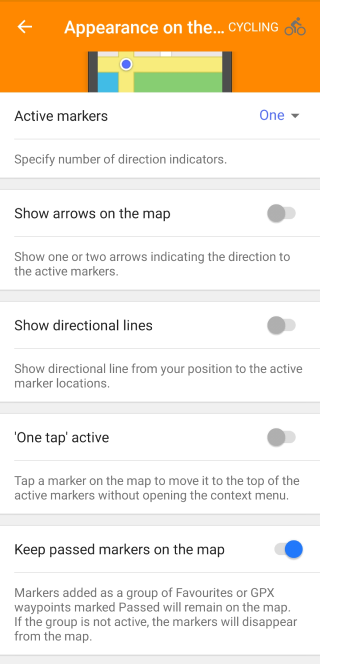 Appearance on the... CYCLING
Active markers One
Specify number of direction indicators.
Show arrows on the map
Show one or two arrows indicating the direction to
the active markers.
Show directional lines
Show directional line from your position to the active
marker locations.
'One tap' active
Tap a marker on the map to move it to the top of the
active markers without opening the context menu.
Keep passed markers on the map
Markers added as a group of Favourites or GPX
waypoints marked Passed will remain on the map.
If the group is not active, the markers will disappear
from the map.